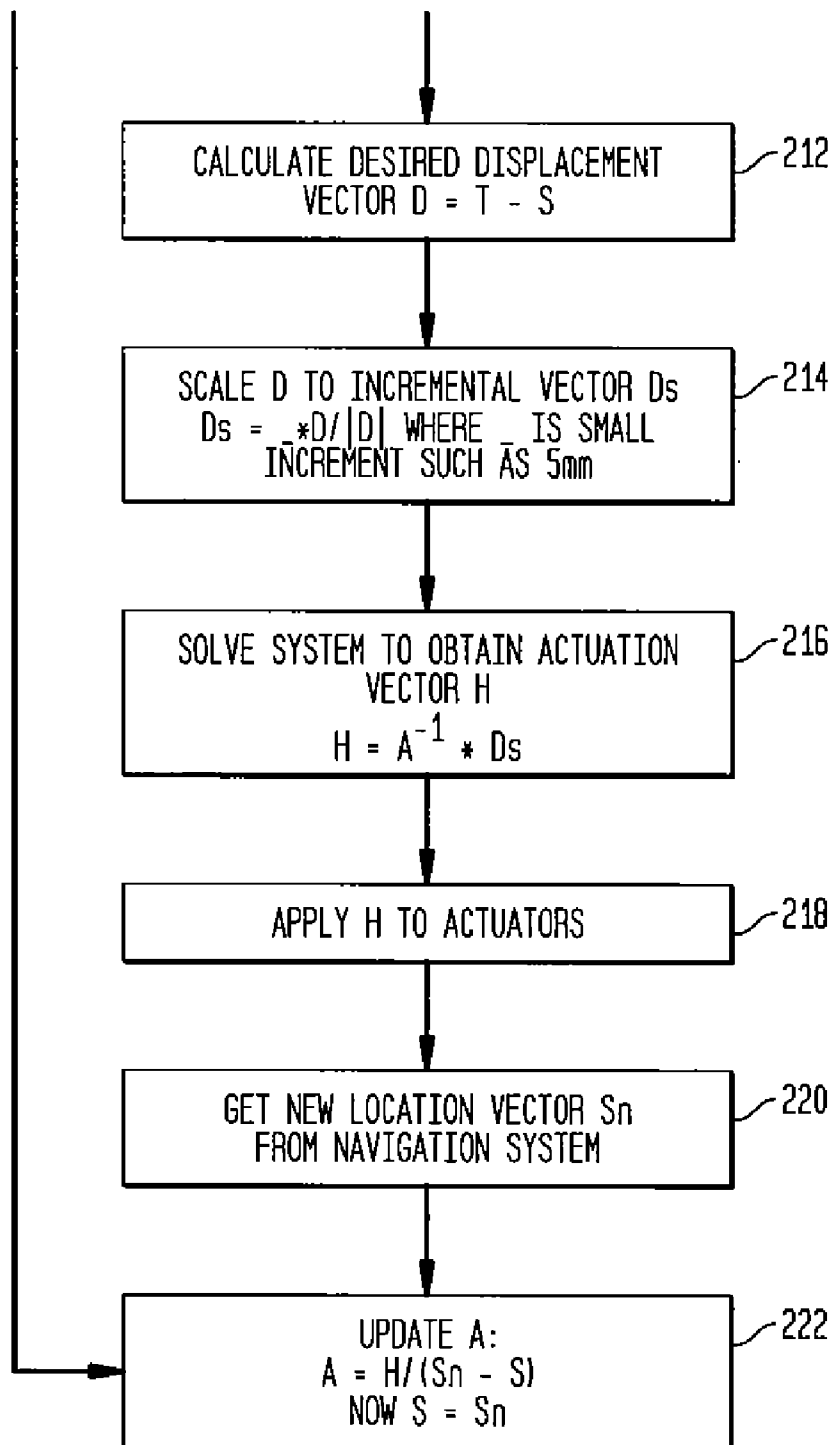 CALCULATE DESIRED DISPLACEMENT
VECTOR D = T - S
212
SCALE D TO INCREMENTAL VECTOR Ds
Ds = _*D/|D| WHERE _ IS SMALL
INCREMENT SUCH AS 5mm
214
SOLVE SYSTEM TO OBTAIN ACTUATION
VECTOR H
H = A⁻¹ * Ds
216
APPLY H TO ACTUATORS
218
GET NEW LOCATION VECTOR Sn
FROM NAVIGATION SYSTEM
220
UPDATE A:
A = H/(Sn - S)
NOW S = Sn
222